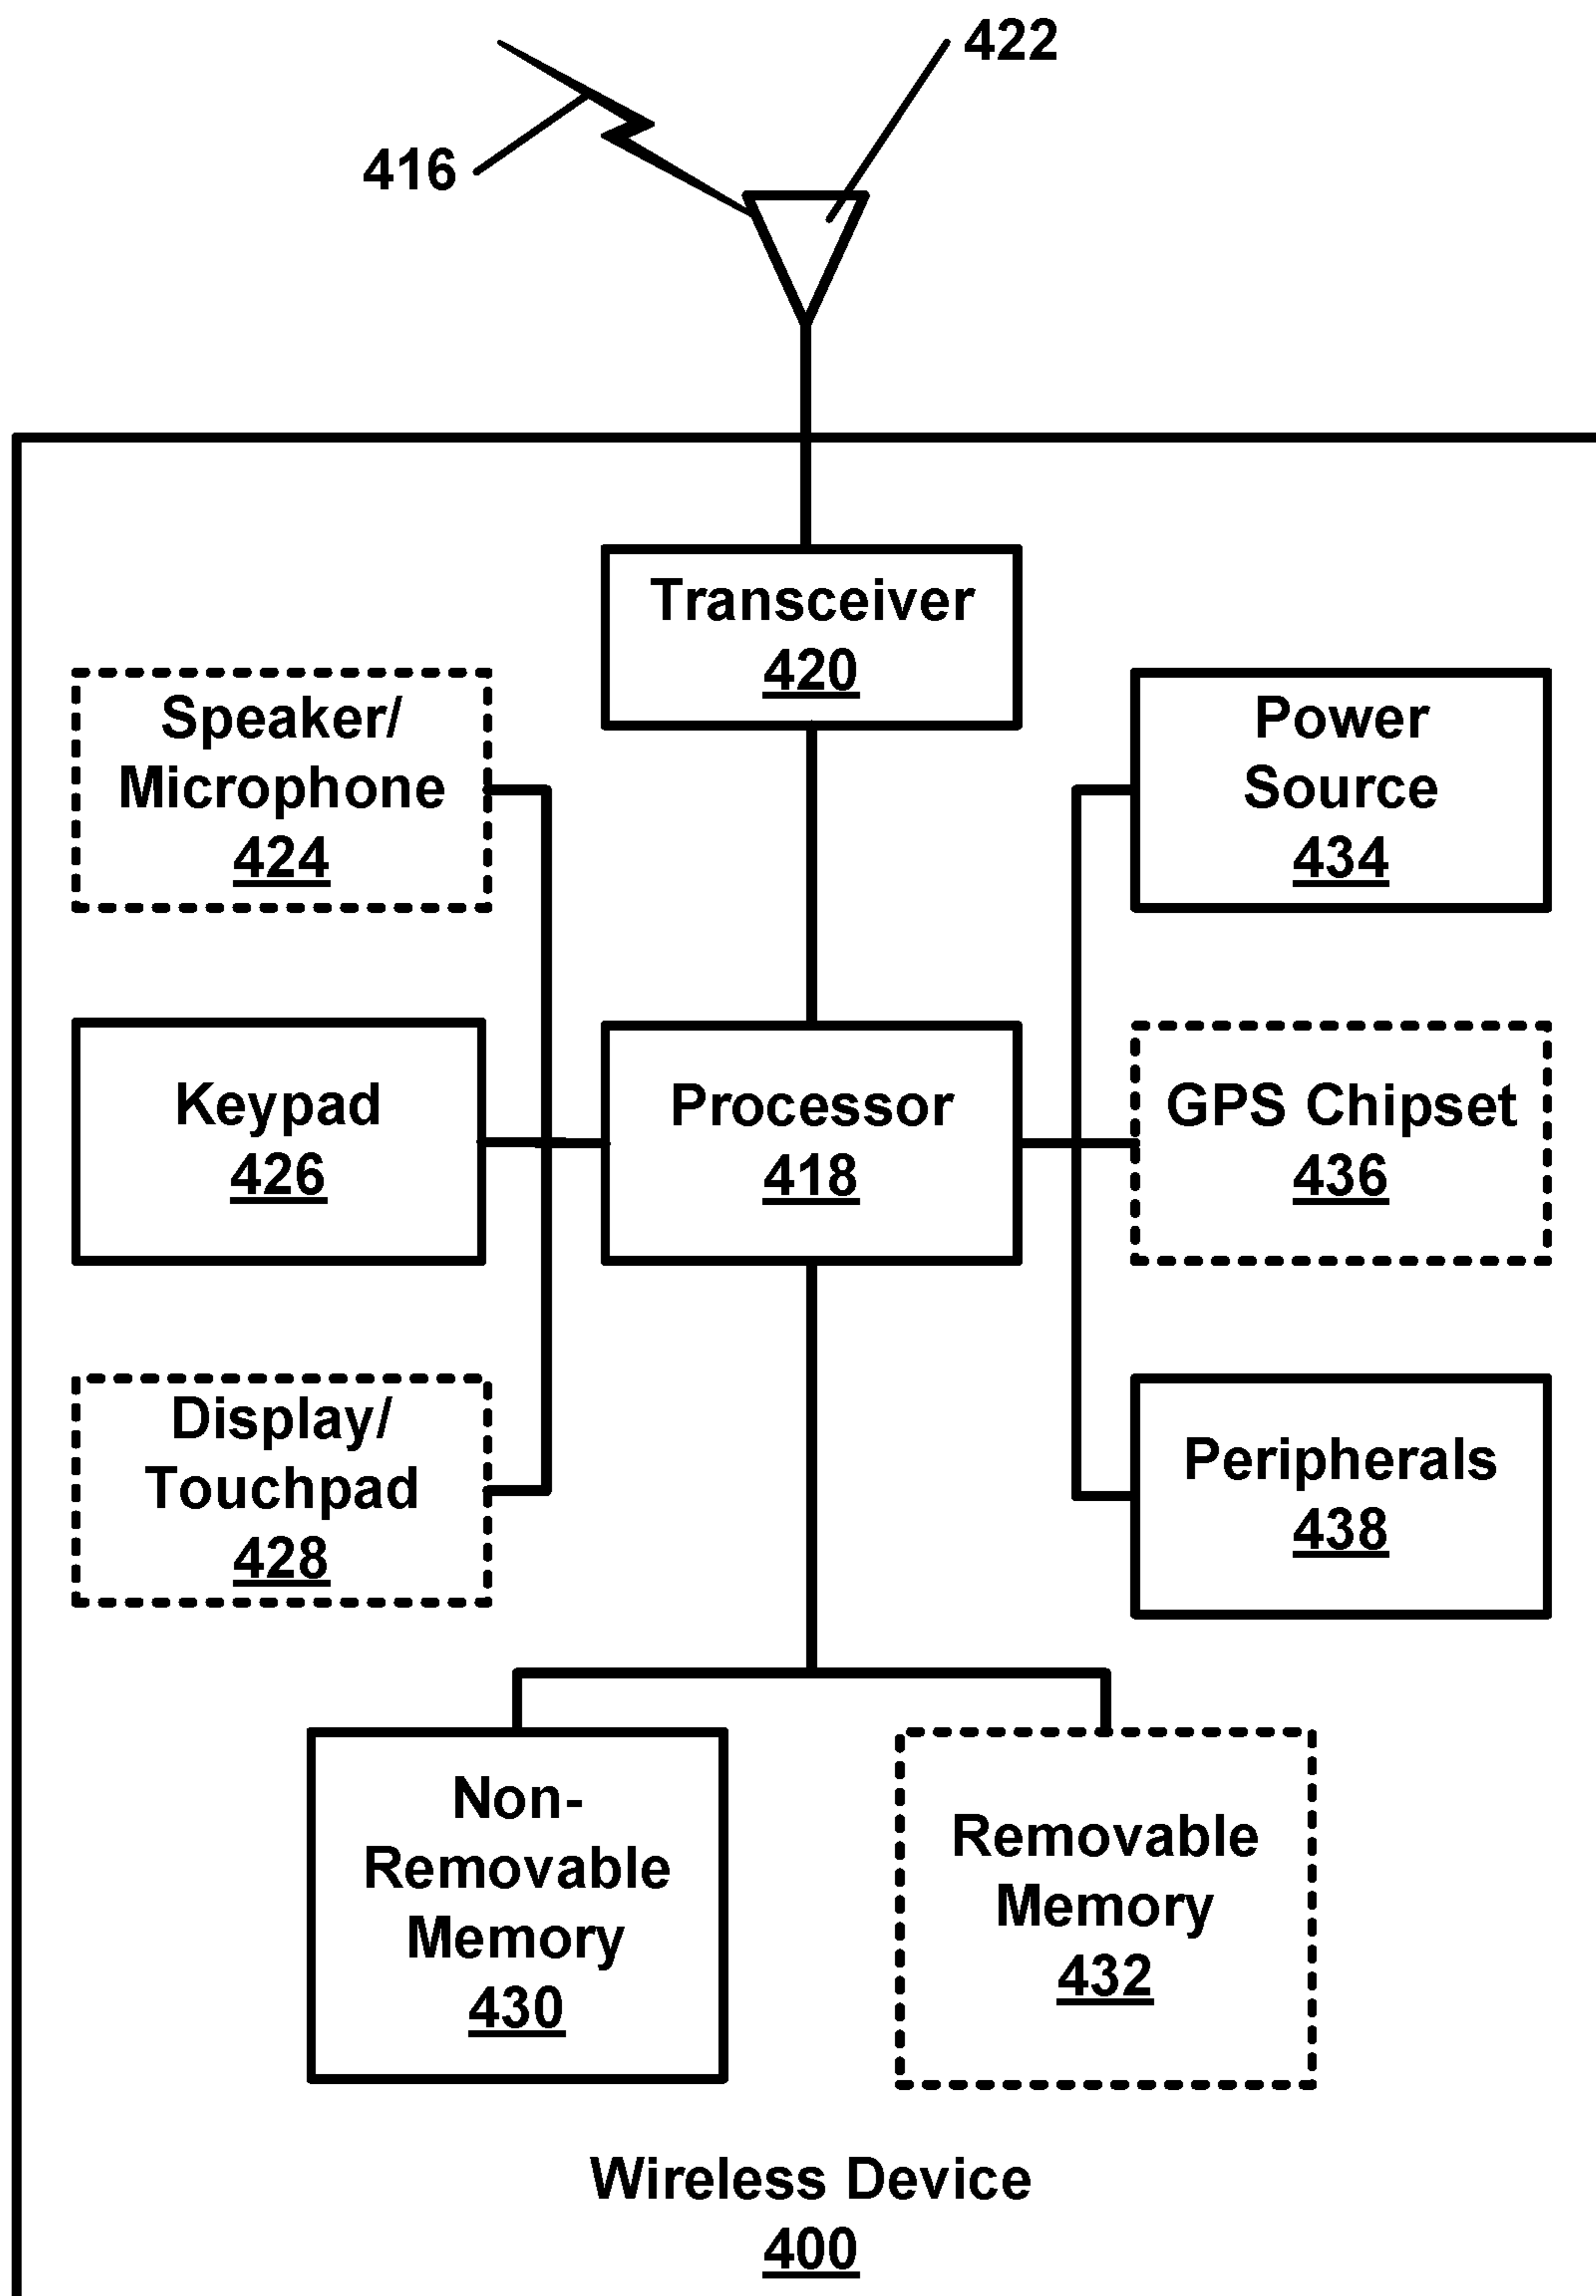 422
416
Transceiver
420
Speaker/
Microphone
424
Power
Source
434
Keypad
426
Processor
418
GPS Chipset
436
Display/
Touchpad
428
Peripherals
438
Non-
Removable
Memory
430
Removable
Memory
432
Wireless Device
400